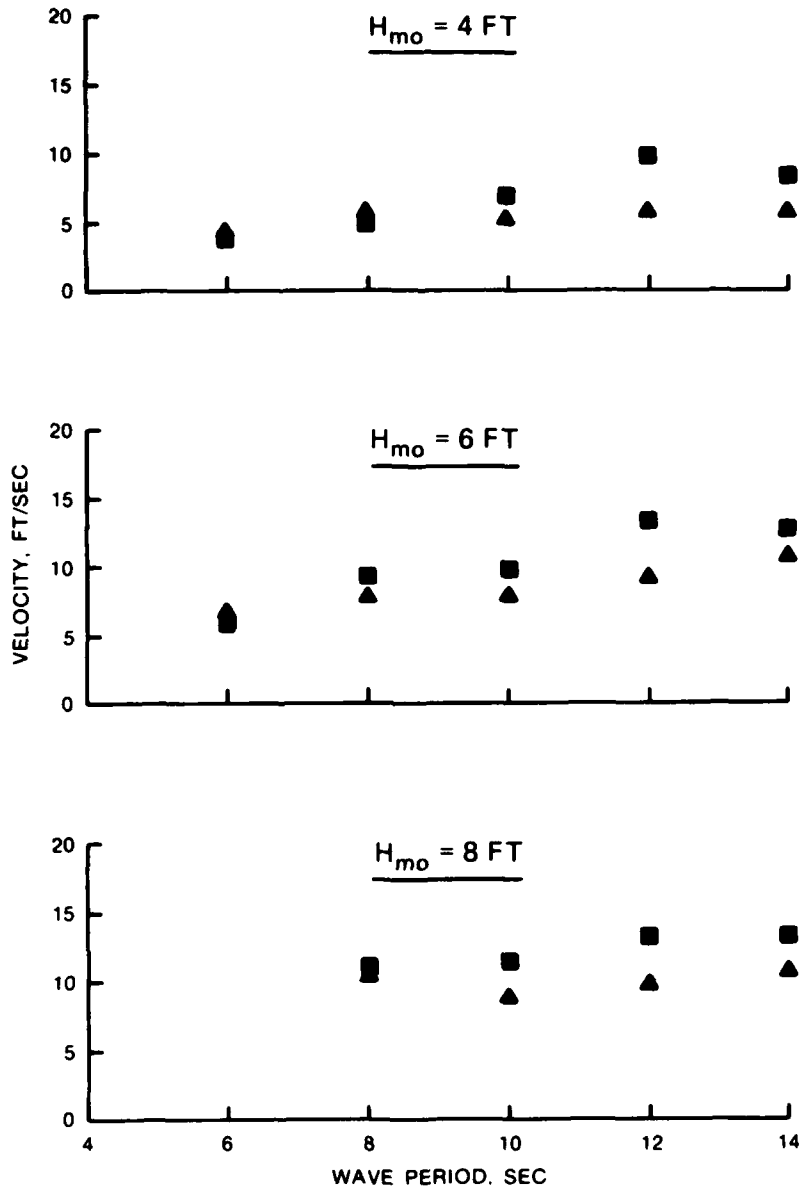 H_mo = 4 FT
20
15
10
5
0
H_mo = 6 FT
20
15
10
5
0
VELOCITY, FT/SEC
H_mo = 8 FT
20
15
10
5
0
4 6 8 10 12 14
WAVE PERIOD, SEC